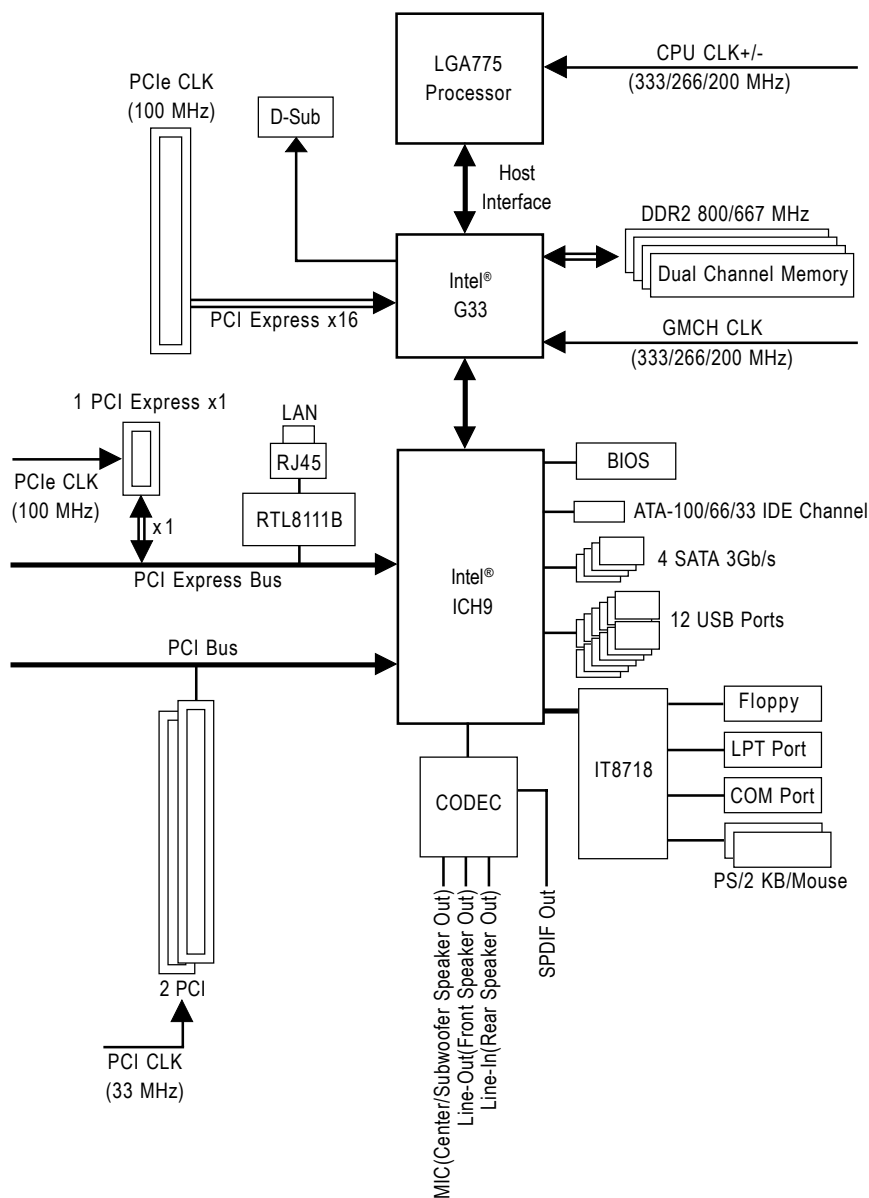 PCIe CLK
(100 MHz)
D-Sub
LGA775
Processor
CPU CLK+/-
(333/266/200 MHz)
Host
Interface
DDR2 800/667 MHz
Dual Channel Memory
Intel®
G33
PCI Express x16
GMCH CLK
(333/266/200 MHz)
1 PCI Express x1
LAN
RJ45
RTL8111B
PCIe CLK
(100 MHz)
x1
PCI Express Bus
PCI Bus
Intel®
ICH9
BIOS
ATA-100/66/33 IDE Channel
4 SATA 3Gb/s
12 USB Ports
IT8718
Floppy
LPT Port
COM Port
PS/2 KB/Mouse
CODEC
MIC(Center/Subwoofer Speaker Out)
Line-Out(Front Speaker Out)
Line-In(Rear Speaker Out)
SPDIF Out
2 PCI
PCI CLK
(33 MHz)